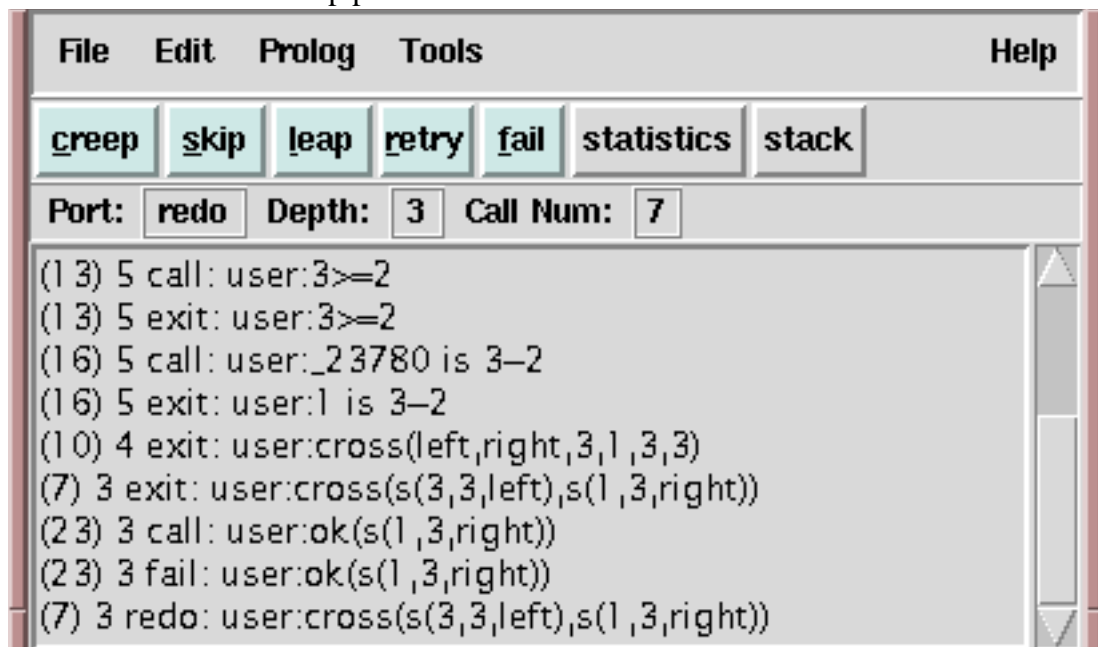 File Edit Prolog Tools Help
creep skip leap retry fail statistics stack
Port: redo Depth: 3 Call Num: 7
(13) 5 call: user:3>=2
(13) 5 exit: user:3>=2
(16) 5 call: user:_23780 is 3–2
(16) 5 exit: user:1 is 3–2
(10) 4 exit: user:cross(left,right,3,1,3,3)
(7) 3 exit: user:cross(s(3,3,left),s(1,3,right))
(23) 3 call: user:ok(s(1,3,right))
(23) 3 fail: user:ok(s(1,3,right))
(7) 3 redo: user:cross(s(3,3,left),s(1,3,right))